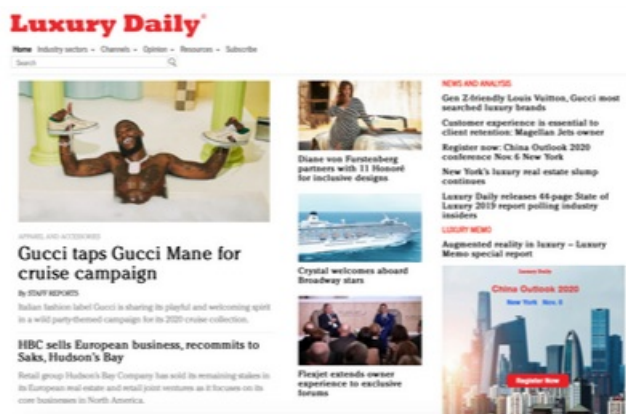 Luxury Daily®
Home Industry sectors Channels Opinion Resources Subscribe
Search
APPAREL AND ACCESSORIES
Gucci taps Gucci Mane for
cruise campaign
By STAFF REPORTS
Italian fashion label Gucci is sharing its playful and welcoming spirit
in a wild party-themed campaign for its 2020 cruise collection.
HBC sells European business, recommits to
Saks, Hudson's Bay
Retail group Hudson's Bay Company has sold its remaining stakes in
its European real estate and retail joint ventures as it focuses on its
core businesses in North America.
Diane von Furstenberg
partners with 11 Honoré
for inclusive designs
Crystal welcomes aboard
Broadway stars
Flexjet extends owner
experience to exclusive
forums
NEWS AND ANALYSIS
Gen Z-friendly Louis Vuitton, Gucci most
searched luxury brands
Customer experience is essential to
client retention: Magellan Jets owner
Register now: China Outlook 2020
conference Nov. 6 New York
New York's luxury real estate slump
continues
Luxury Daily releases 44-page State of
Luxury 2019 report polling industry
insiders
LUXURY MEMO
Augmented reality in luxury – Luxury
Memo special report
Luxury Daily
China Outlook 2020
New York Nov. 6
Register Now